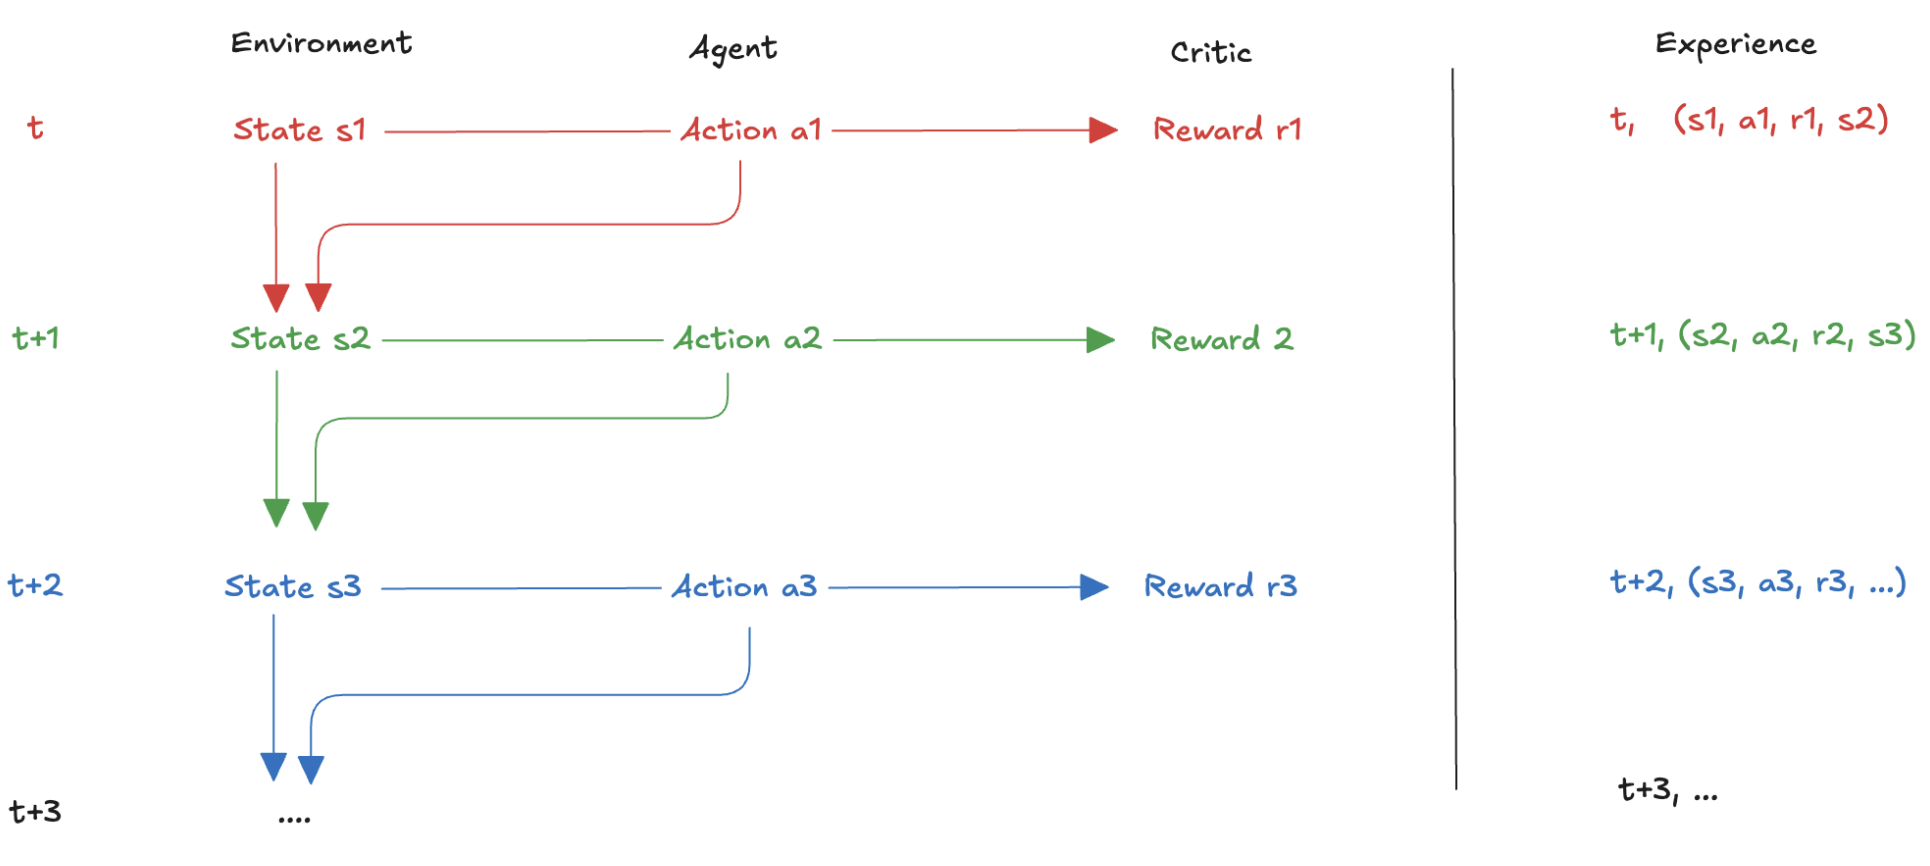 Environment Agent Critic Experience
t State s1 Action a1 Reward r1 t, (s1, a1, r1, s2)
t+1 State s2 Action a2 Reward 2 t+1, (s2, a2, r2, s3)
t+2 State s3 Action a3 Reward r3 t+2, (s3, a3, r3, ...)
t+3 .... t+3, ...